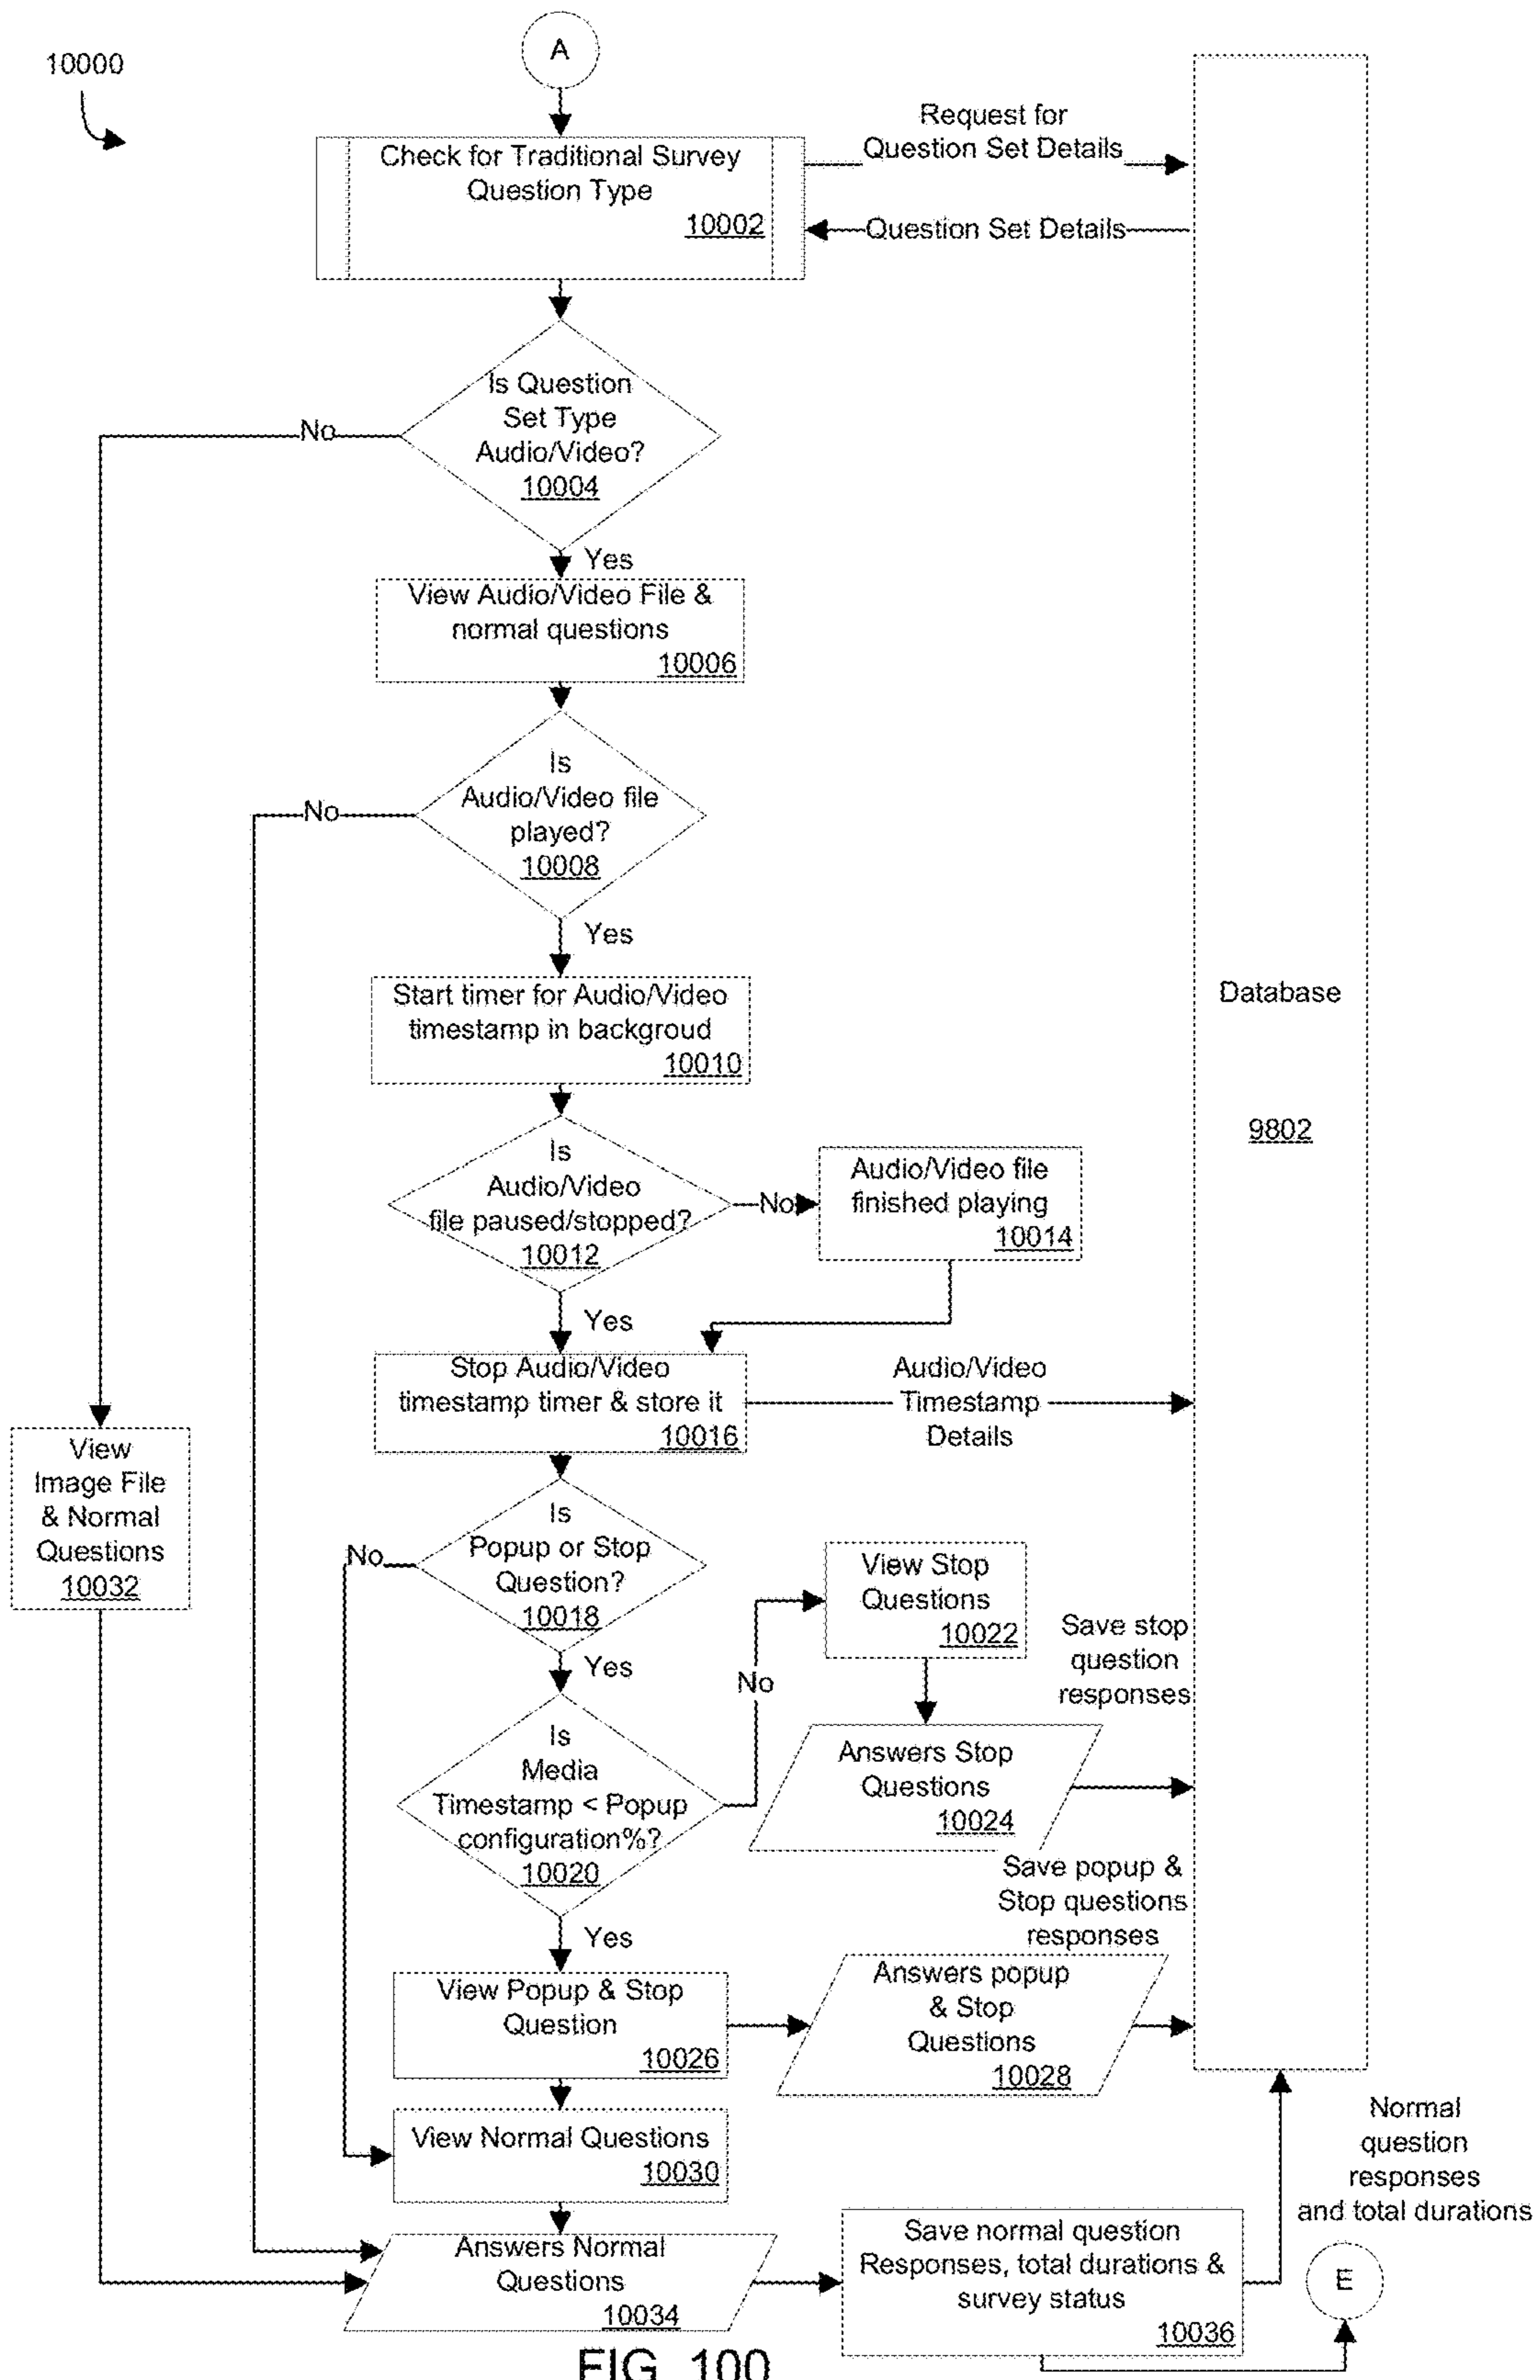 10000
A
Request for
Question Set Details
Check for Traditional Survey
Question Type
10002
Question Set Details
Is Question
Set Type
Audio/Video?
10004
No
Yes
View Audio/Video File &
normal questions
10006
Is
Audio/Video file
played?
10008
No
Yes
Start timer for Audio/Video
timestamp in backgroud
10010
Database
9802
Is
Audio/Video
file paused/stopped?
10012
No
Audio/Video file
finished playing
10014
Yes
Stop Audio/Video
timestamp timer & store it
10016
Audio/Video
Timestamp
Details
View
Image File
& Normal
Questions
10032
Is
Popup or Stop
Question?
10018
No
Yes
View Stop
Questions
10022
Save stop
question
responses
Is
Media
Timestamp < Popup
configuration%?
10020
No
Answers Stop
Questions
10024
Yes
Save popup &
Stop questions
responses
View Popup & Stop
Question
10026
Answers popup
& Stop
Questions
10028
View Normal Questions
10030
Normal
question
responses
and total durations
Answers Normal
Questions
10034
Save normal question
Responses, total durations &
survey status
10036
E
FIG. 100